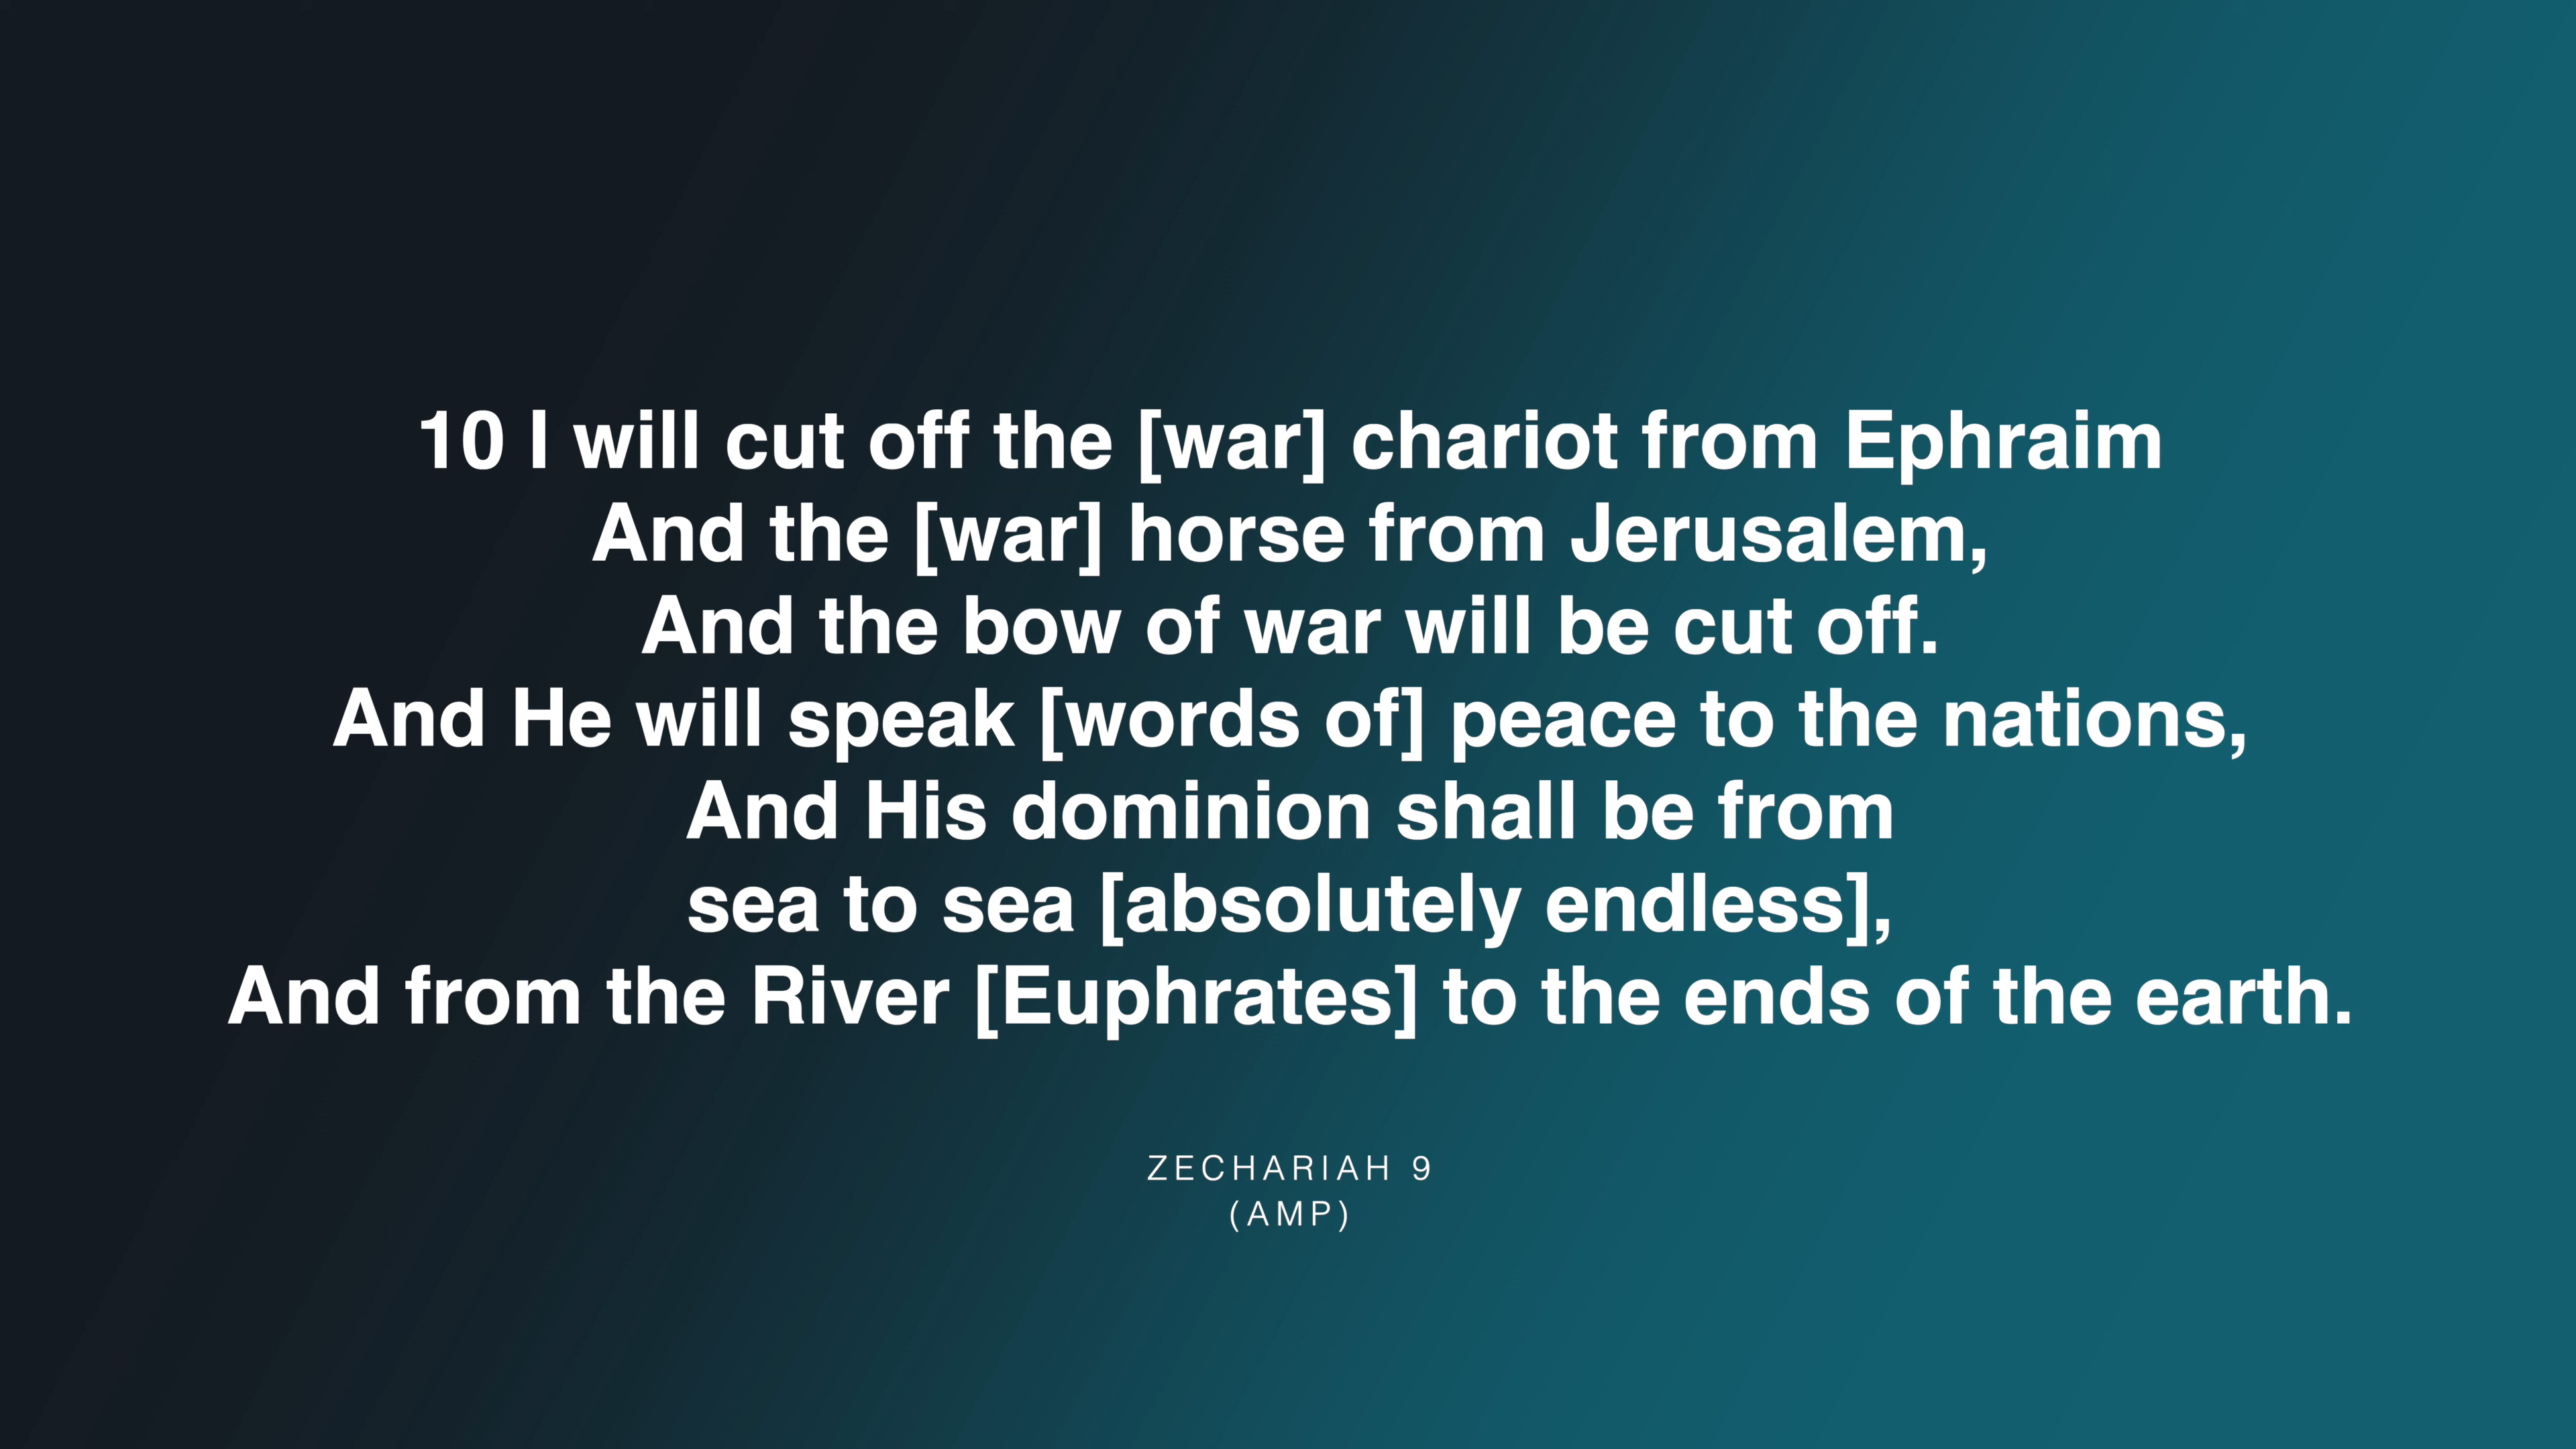 10 I will cut off the [war] chariot from Ephraim
And the [war] horse from Jerusalem,
And the bow of war will be cut off.
And He will speak [words of] peace to the nations,
And His dominion shall be from
sea to sea [absolutely endless],
And from the River [Euphrates] to the ends of the earth.
ZECHARIAH 9
(AMP)